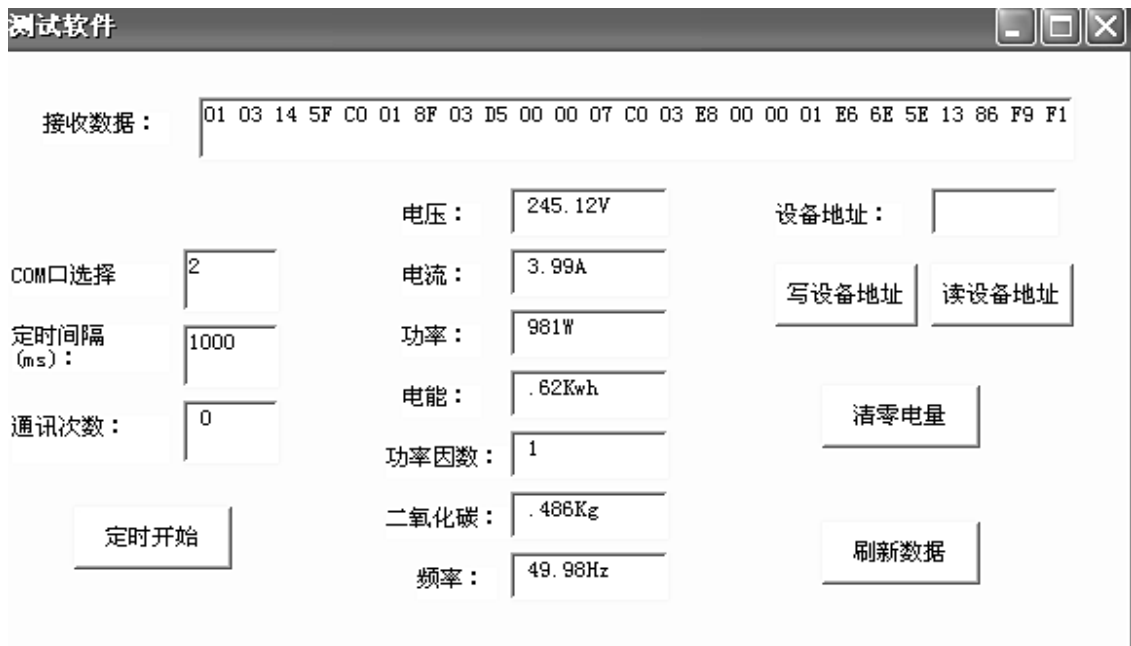 测试软件
接收数据：
01 03 14 5F C0 01 8F 03 D5 00 00 07 C0 03 E8 00 00 01 E6 6E 5E 13 86 F9 F1
电压：
245.12V
设备地址：
COM口选择
2
电流：
3.99A
写设备地址
读设备地址
定时间隔
(ms)：
1000
功率：
981W
电能：
.62Kwh
清零电量
通讯次数：
0
功率因数：
1
二氧化碳：
.486Kg
定时开始
刷新数据
频率：
49.98Hz